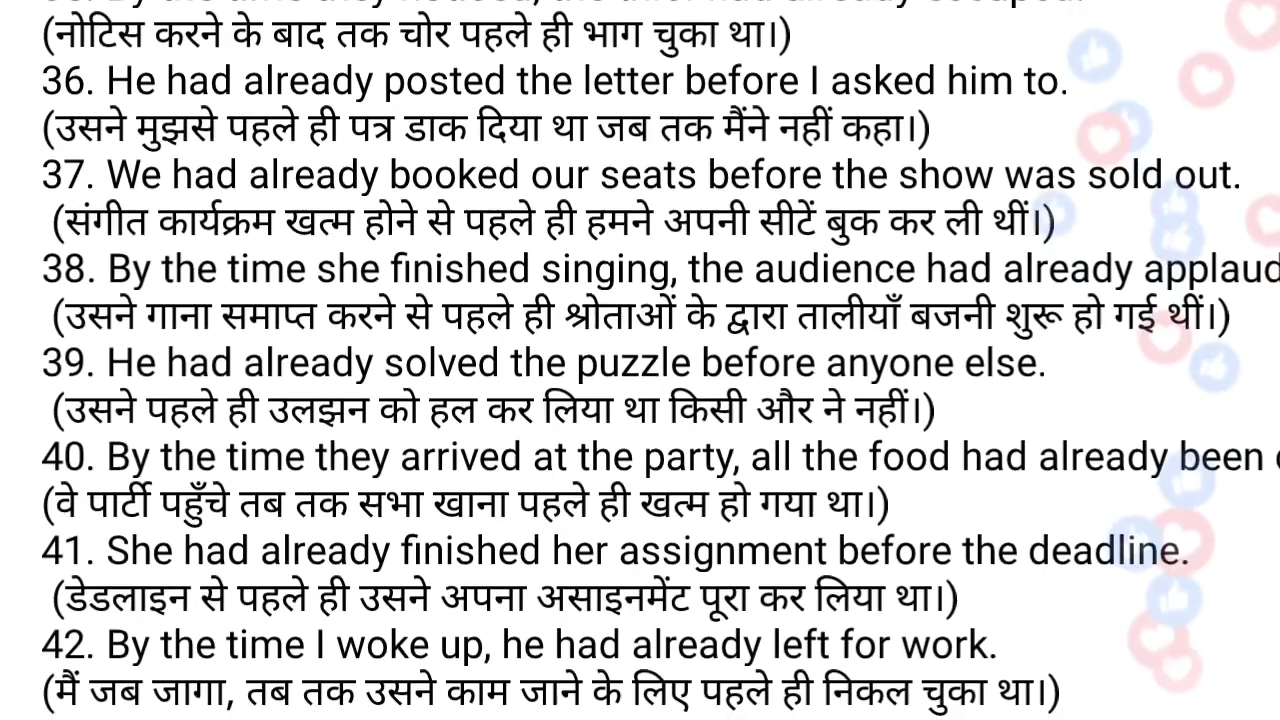 (नोटिस करने के बाद तक चोर पहले ही भाग चुका था।)
36. He had already posted the letter before I asked him to.
(उसने मुझसे पहले ही पत्र डाक दिया था जब तक मैंने नहीं कहा।)
37. We had already booked our seats before the show was sold out.
(संगीत कार्यक्रम खत्म होने से पहले ही हमने अपनी सीटें बुक कर ली थीं।)
38. By the time she finished singing, the audience had already applaud
(उसने गाना समाप्त करने से पहले ही श्रोताओं के द्वारा तालीयाँ बजनी शुरू हो गई थीं।)
39. He had already solved the puzzle before anyone else.
(उसने पहले ही उलझन को हल कर लिया था किसी और ने नहीं।)
40. By the time they arrived at the party, all the food had already been
(वे पार्टी पहुँचे तब तक सभा खाना पहले ही खत्म हो गया था।)
41. She had already finished her assignment before the deadline.
(डेडलाइन से पहले ही उसने अपना असाइनमेंट पूरा कर लिया था।)
42. By the time I woke up, he had already left for work.
(मैं जब जागा, तब तक उसने काम जाने के लिए पहले ही निकल चुका था।)